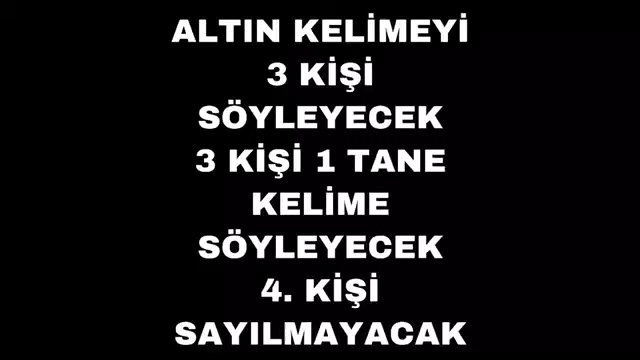 ALTIN KELİMEYİ
3 KİŞİ
SÖYLEYECEK
3 KİŞİ 1 TANE
KELİME
SÖYLEYECEK
4. KİŞİ
SAYILMAYACAK